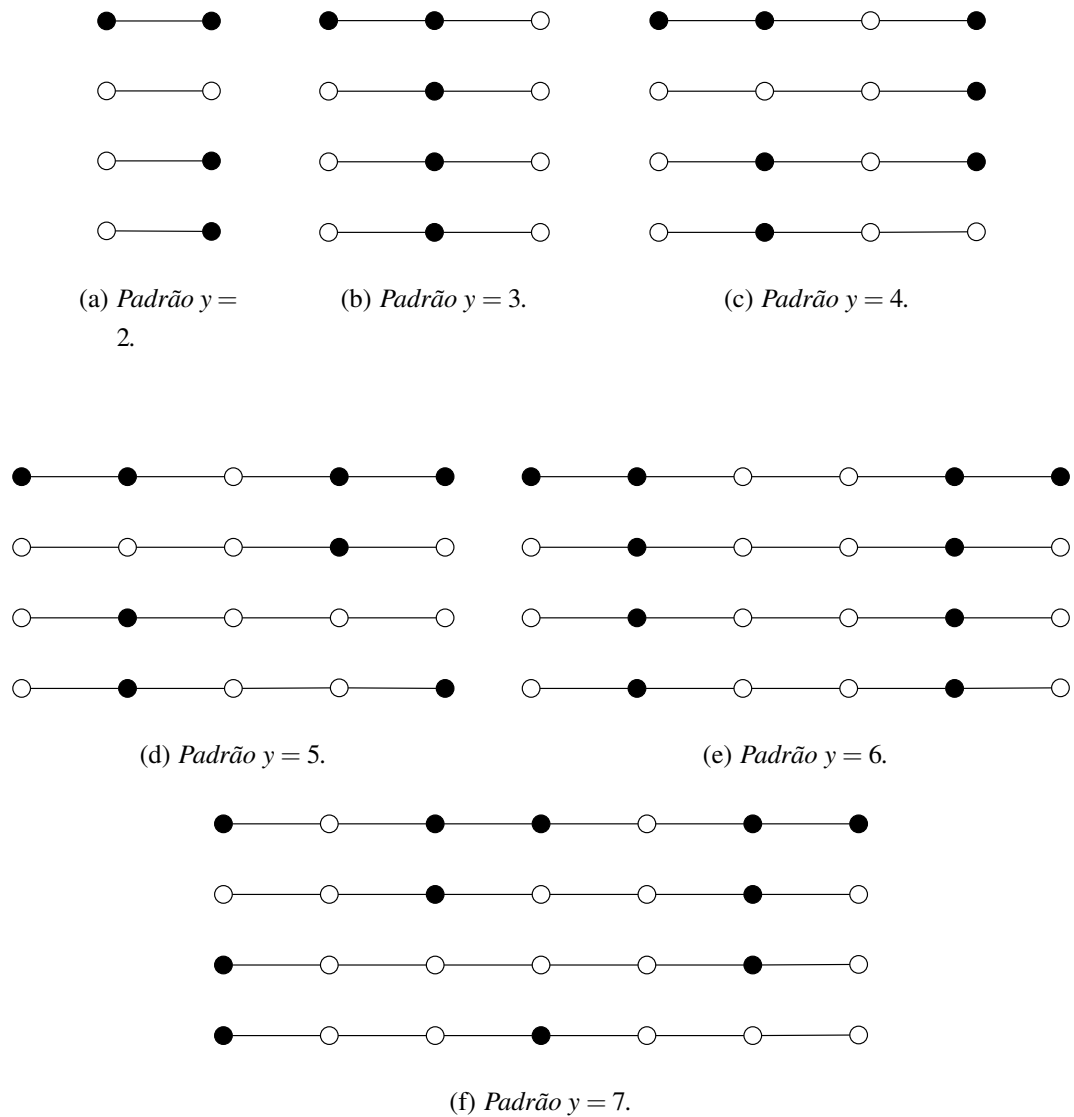 (a) Padrão y =
2.
(b) Padrão y = 3.
(c) Padrão y = 4.
(d) Padrão y = 5.
(e) Padrão y = 6.
(f) Padrão y = 7.